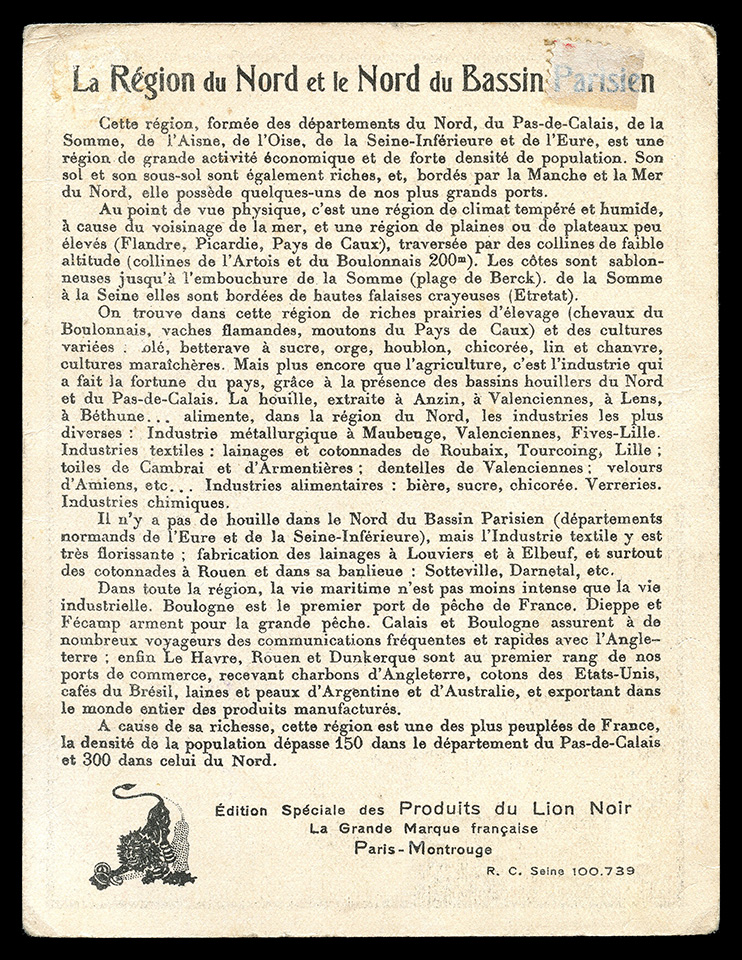 La Région du Nord et le Nord du Bassin Parisien
Cette région, formée des départements du Nord, du Pas-de-Calais, de la
Somme, de l'Aisne, de l'Oise, de la Seine-Inférieure et de l'Eure, est une
région de grande activité économique et de forte densité de population. Son
sol et son sous-sol sont également riches, et, bordés par la Manche et la Mer
du Nord, elle possède quelques-uns de nos plus grands ports.
Au point de vue physique, c'est une région de climat tempéré et humide,
à cause du voisinage de la mer, et une région de plaines ou de plateaux peu
élevés (Flandre, Picardie, Pays de Caux), traversée par des collines de faible
altitude (collines de l'Artois et du Boulonnais 200ᵐ). Les côtes sont sablon-
neuses jusqu'à l'embouchure de la Somme (plage de Berck). de la Somme
à la Seine elles sont bordées de hautes falaises crayeuses (Etretat).
On trouve dans cette région de riches prairies d'élevage (chevaux du
Boulonnais, vaches flamandes, moutons du Pays de Caux) et des cultures
variées : blé, betterave à sucre, orge, houblon, chicorée, lin et chanvre,
cultures maraîchères. Mais plus encore que l'agriculture, c'est l'industrie qui
a fait la fortune du pays, grâce à la présence des bassins houillers du Nord
et du Pas-de-Calais. La houille, extraite à Anzin, à Valenciennes, à Lens,
à Béthune... alimente, dans la région du Nord, les industries les plus
diverses : Industrie métallurgique à Maubeuge, Valenciennes, Fives-Lille.
Industries textiles : lainages et cotonnades de Roubaix, Tourcoing, Lille ;
toiles de Cambrai et d'Armentières ; dentelles de Valenciennes ; velours
d'Amiens, etc... Industries alimentaires : bière, sucre, chicorée. Verreries.
Industries chimiques.
Il n'y a pas de houille dans le Nord du Bassin Parisien (départements
normands de l'Eure et de la Seine-Inférieure), mais l'Industrie textile y est
très florissante ; fabrication des lainages à Louviers et à Elbeuf, et surtout
des cotonnades à Rouen et dans sa banlieue : Sotteville, Darnetal, etc.
Dans toute la région, la vie maritime n'est pas moins intense que la vie
industrielle. Boulogne est le premier port de pêche de France. Dieppe et
Fécamp arment pour la grande pêche. Calais et Boulogne assurent à de
nombreux voyageurs des communications fréquentes et rapides avec l'Angle-
terre ; enfin Le Havre, Rouen et Dunkerque sont au premier rang de nos
ports de commerce, recevant charbons d'Angleterre, cotons des Etats-Unis,
cafés du Brésil, laines et peaux d'Argentine et d'Australie, et exportant dans
le monde entier des produits manufacturés.
A cause de sa richesse, cette région est une des plus peuplées de France,
la densité de la population dépasse 150 dans le département du Pas-de-Calais
et 300 dans celui du Nord.
Édition Spéciale des Produits du Lion Noir
La Grande Marque française
Paris-Montrouge
R. C. Seine 100.739